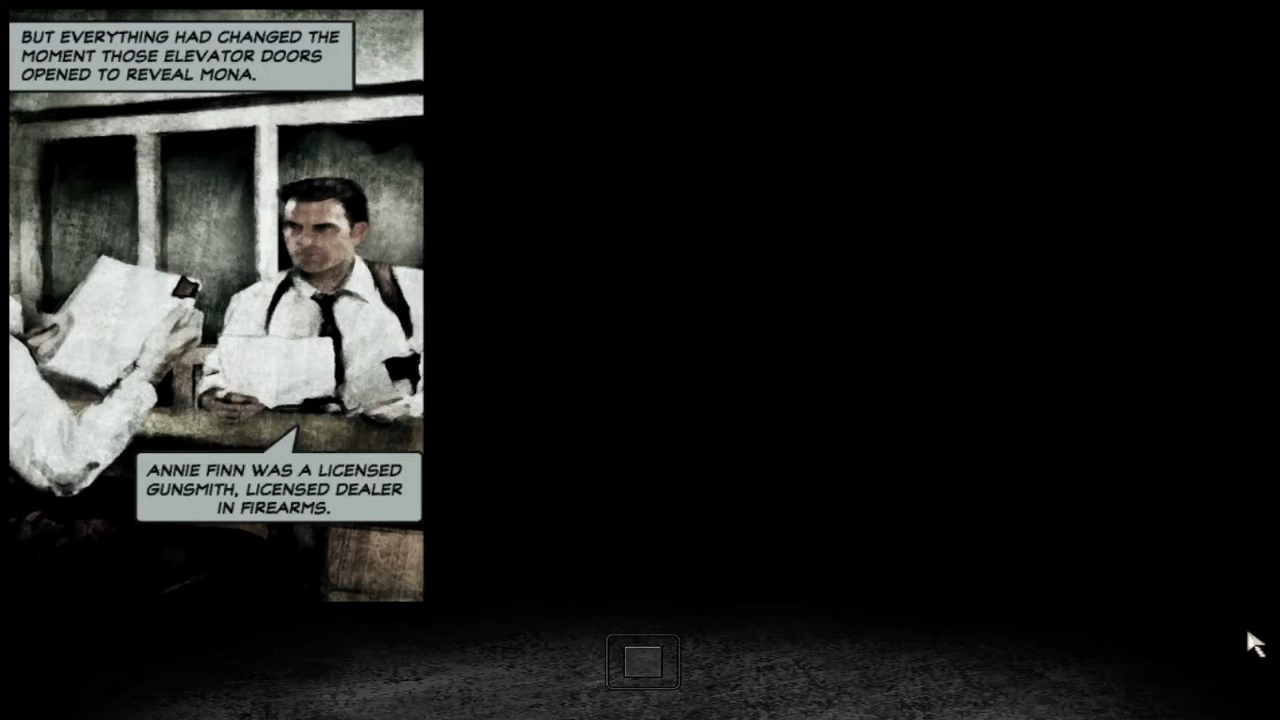 BUT EVERYTHING HAD CHANGED THE
MOMENT THOSE ELEVATOR DOORS
OPENED TO REVEAL MONA.
ANNIE FINN WAS A LICENSED
GUNSMITH, LICENSED DEALER
IN FIREARMS.